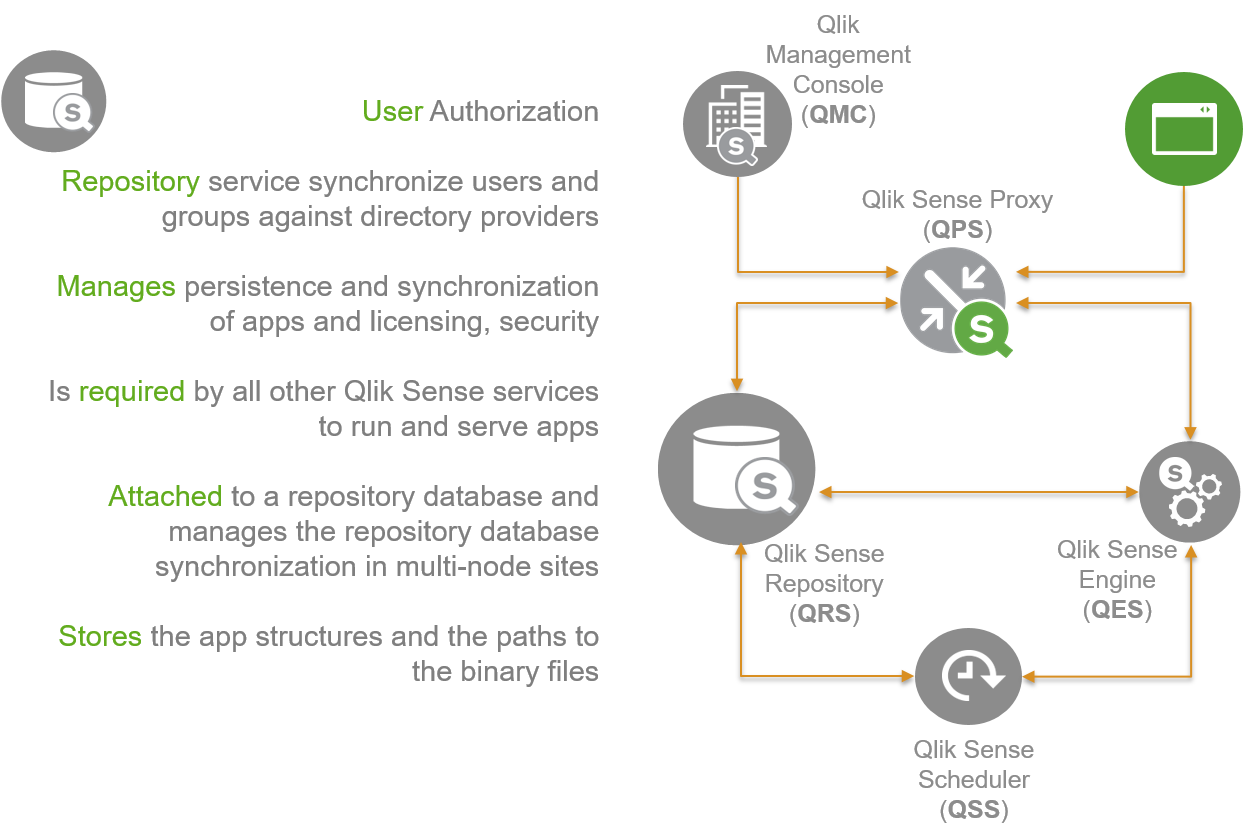 User Authorization
Repository service synchronize users and
groups against directory providers
Manages persistence and synchronization
of apps and licensing, security
Is required by all other Qlik Sense services
to run and serve apps
Attached to a repository database and
manages the repository database
synchronization in multi-node sites
Stores the app structures and the paths to
the binary files
Qlik
Management
Console
(QMC)
S
Qlik Sense Proxy
(QPS)
S
S
S
S
Qlik Sense
Repository
(QRS)
Qlik Sense
Engine
(QES)
Qlik Sense
Scheduler
(QSS)